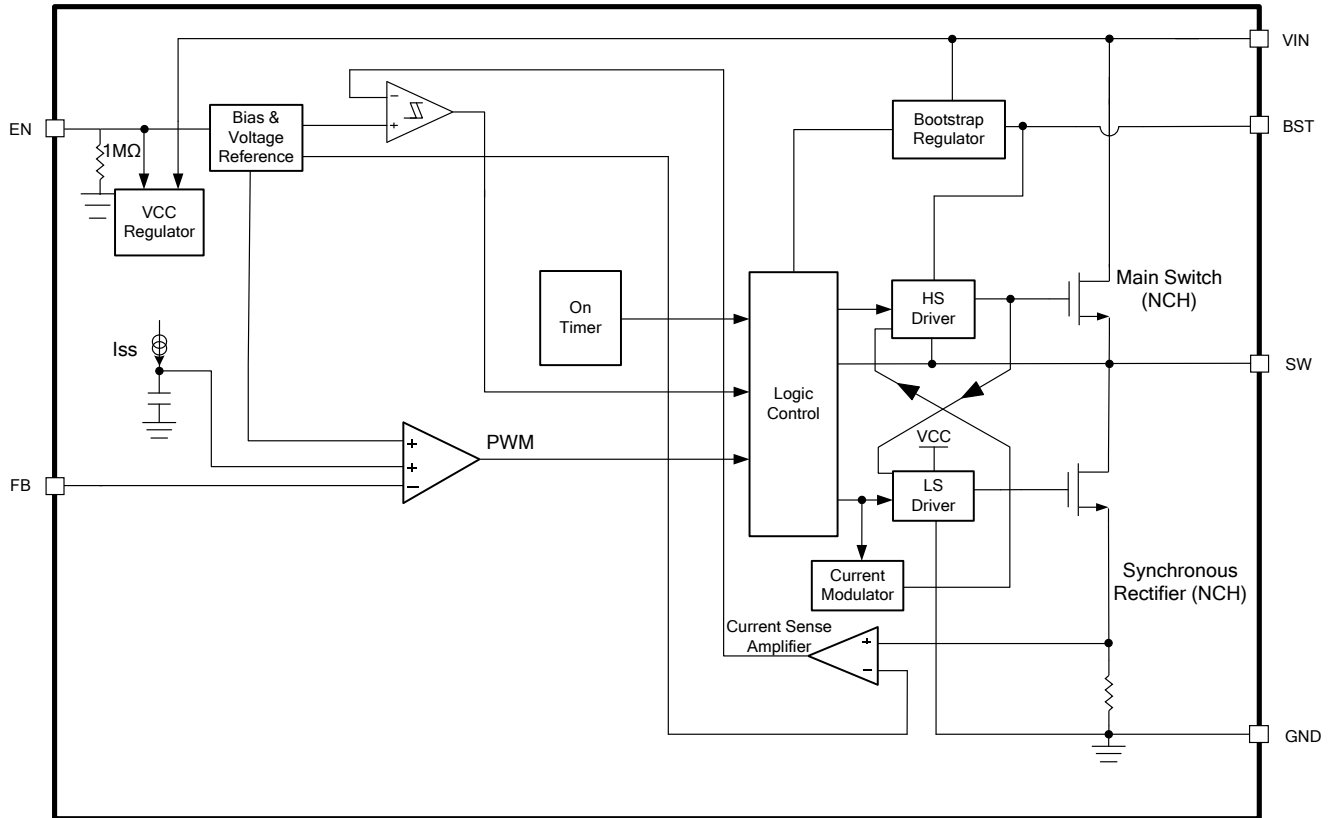 VIN
EN
1MΩ
Bias &
Voltage
Reference
−
+
Bootstrap
Regulator
BST
VCC
Regulator
On
Timer
HS
Driver
Main Switch
(NCH)
Iss
SW
Logic
Control
+
+
−
PWM
VCC
LS
Driver
FB
Current
Modulator
Synchronous
Rectifier (NCH)
Current Sense
Amplifier
+
−
GND